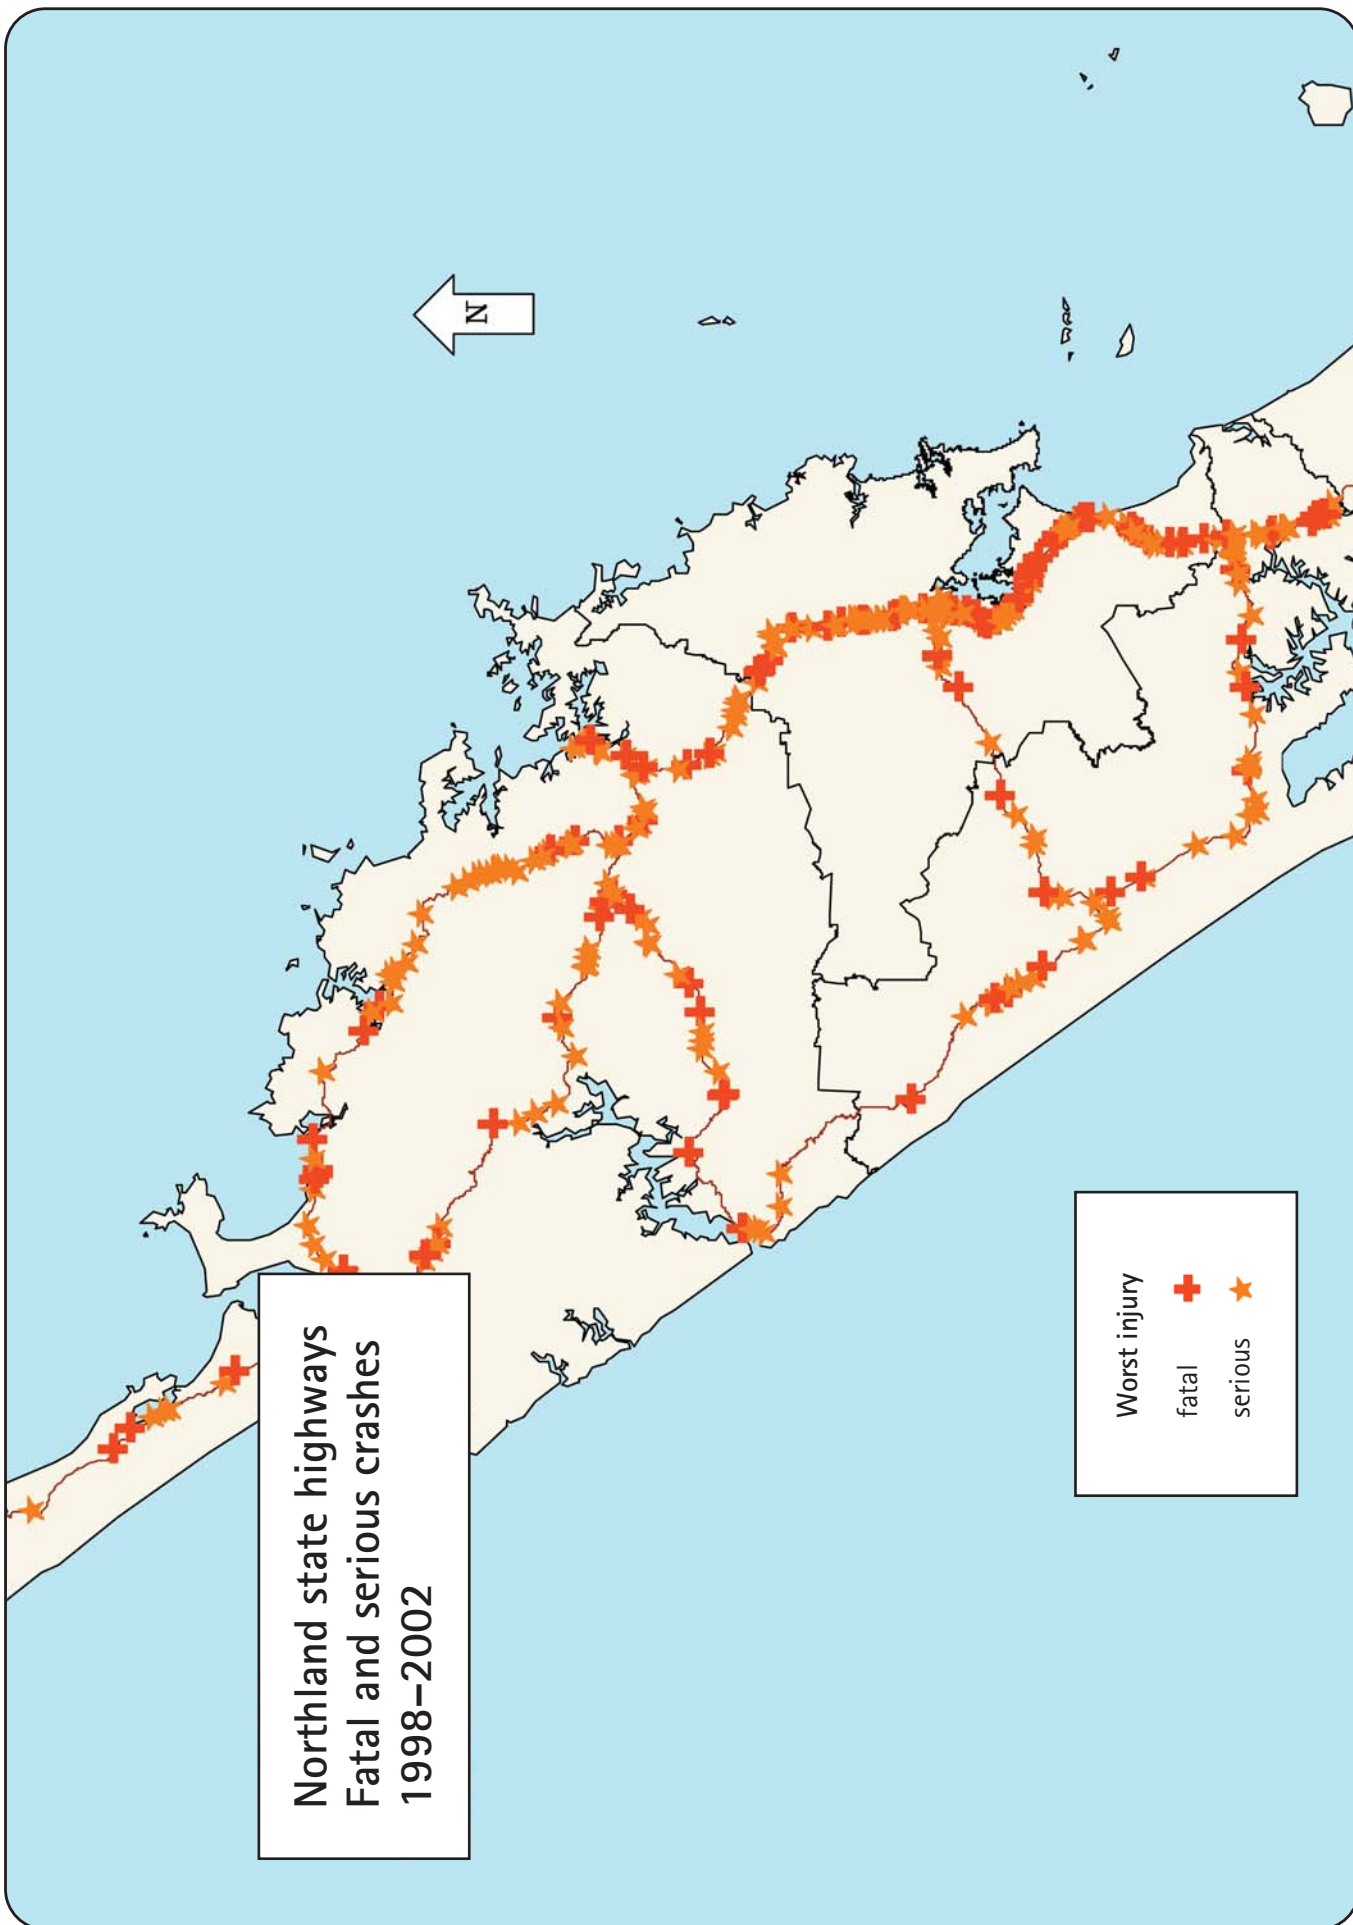 Northland state highways
Fatal and serious crashes
1998–2002
N
Worst injury
fatal
serious